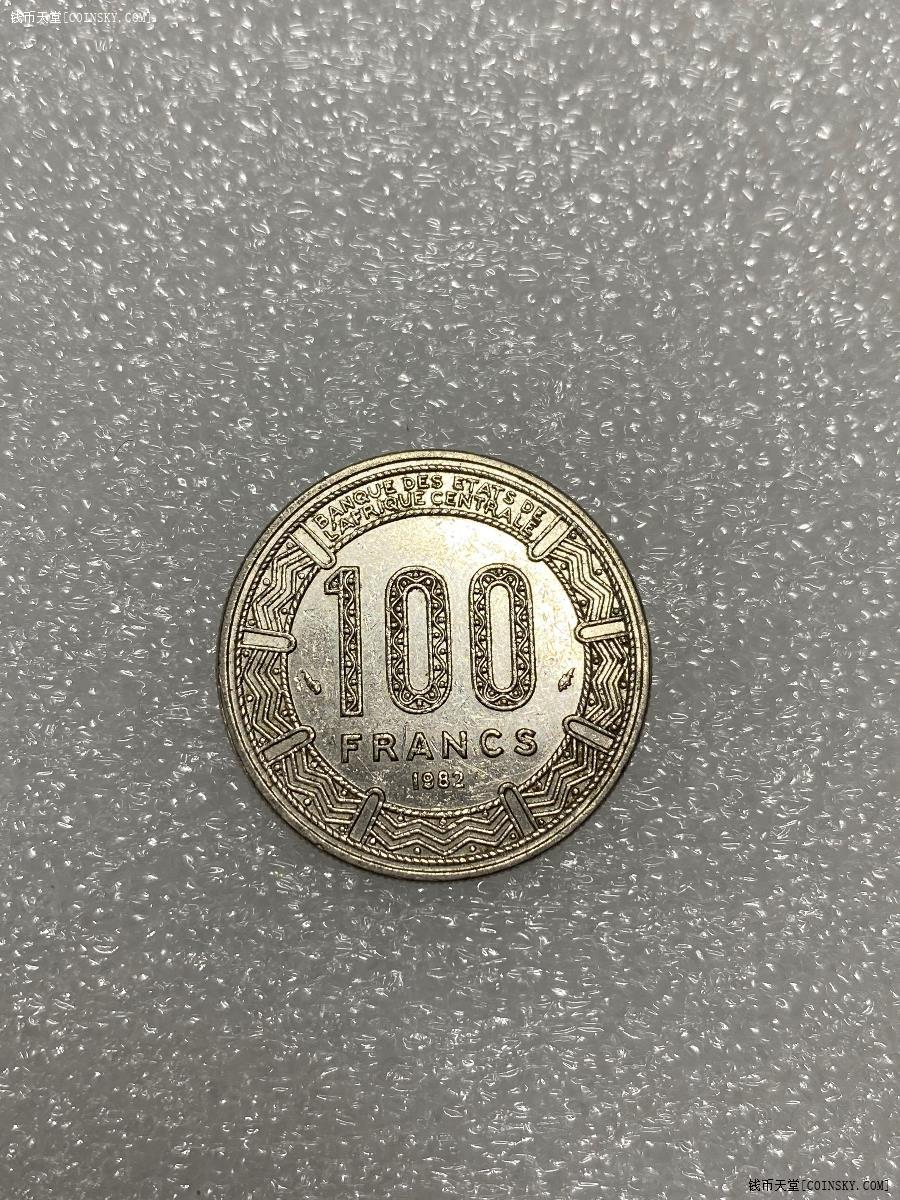 钱币天堂[COINSKY.COM]
BANQUE DES ETATS DE
L'AFRIQUE CENTRALE
100
FRANCS
1982
钱币天堂[COINSKY.COM]